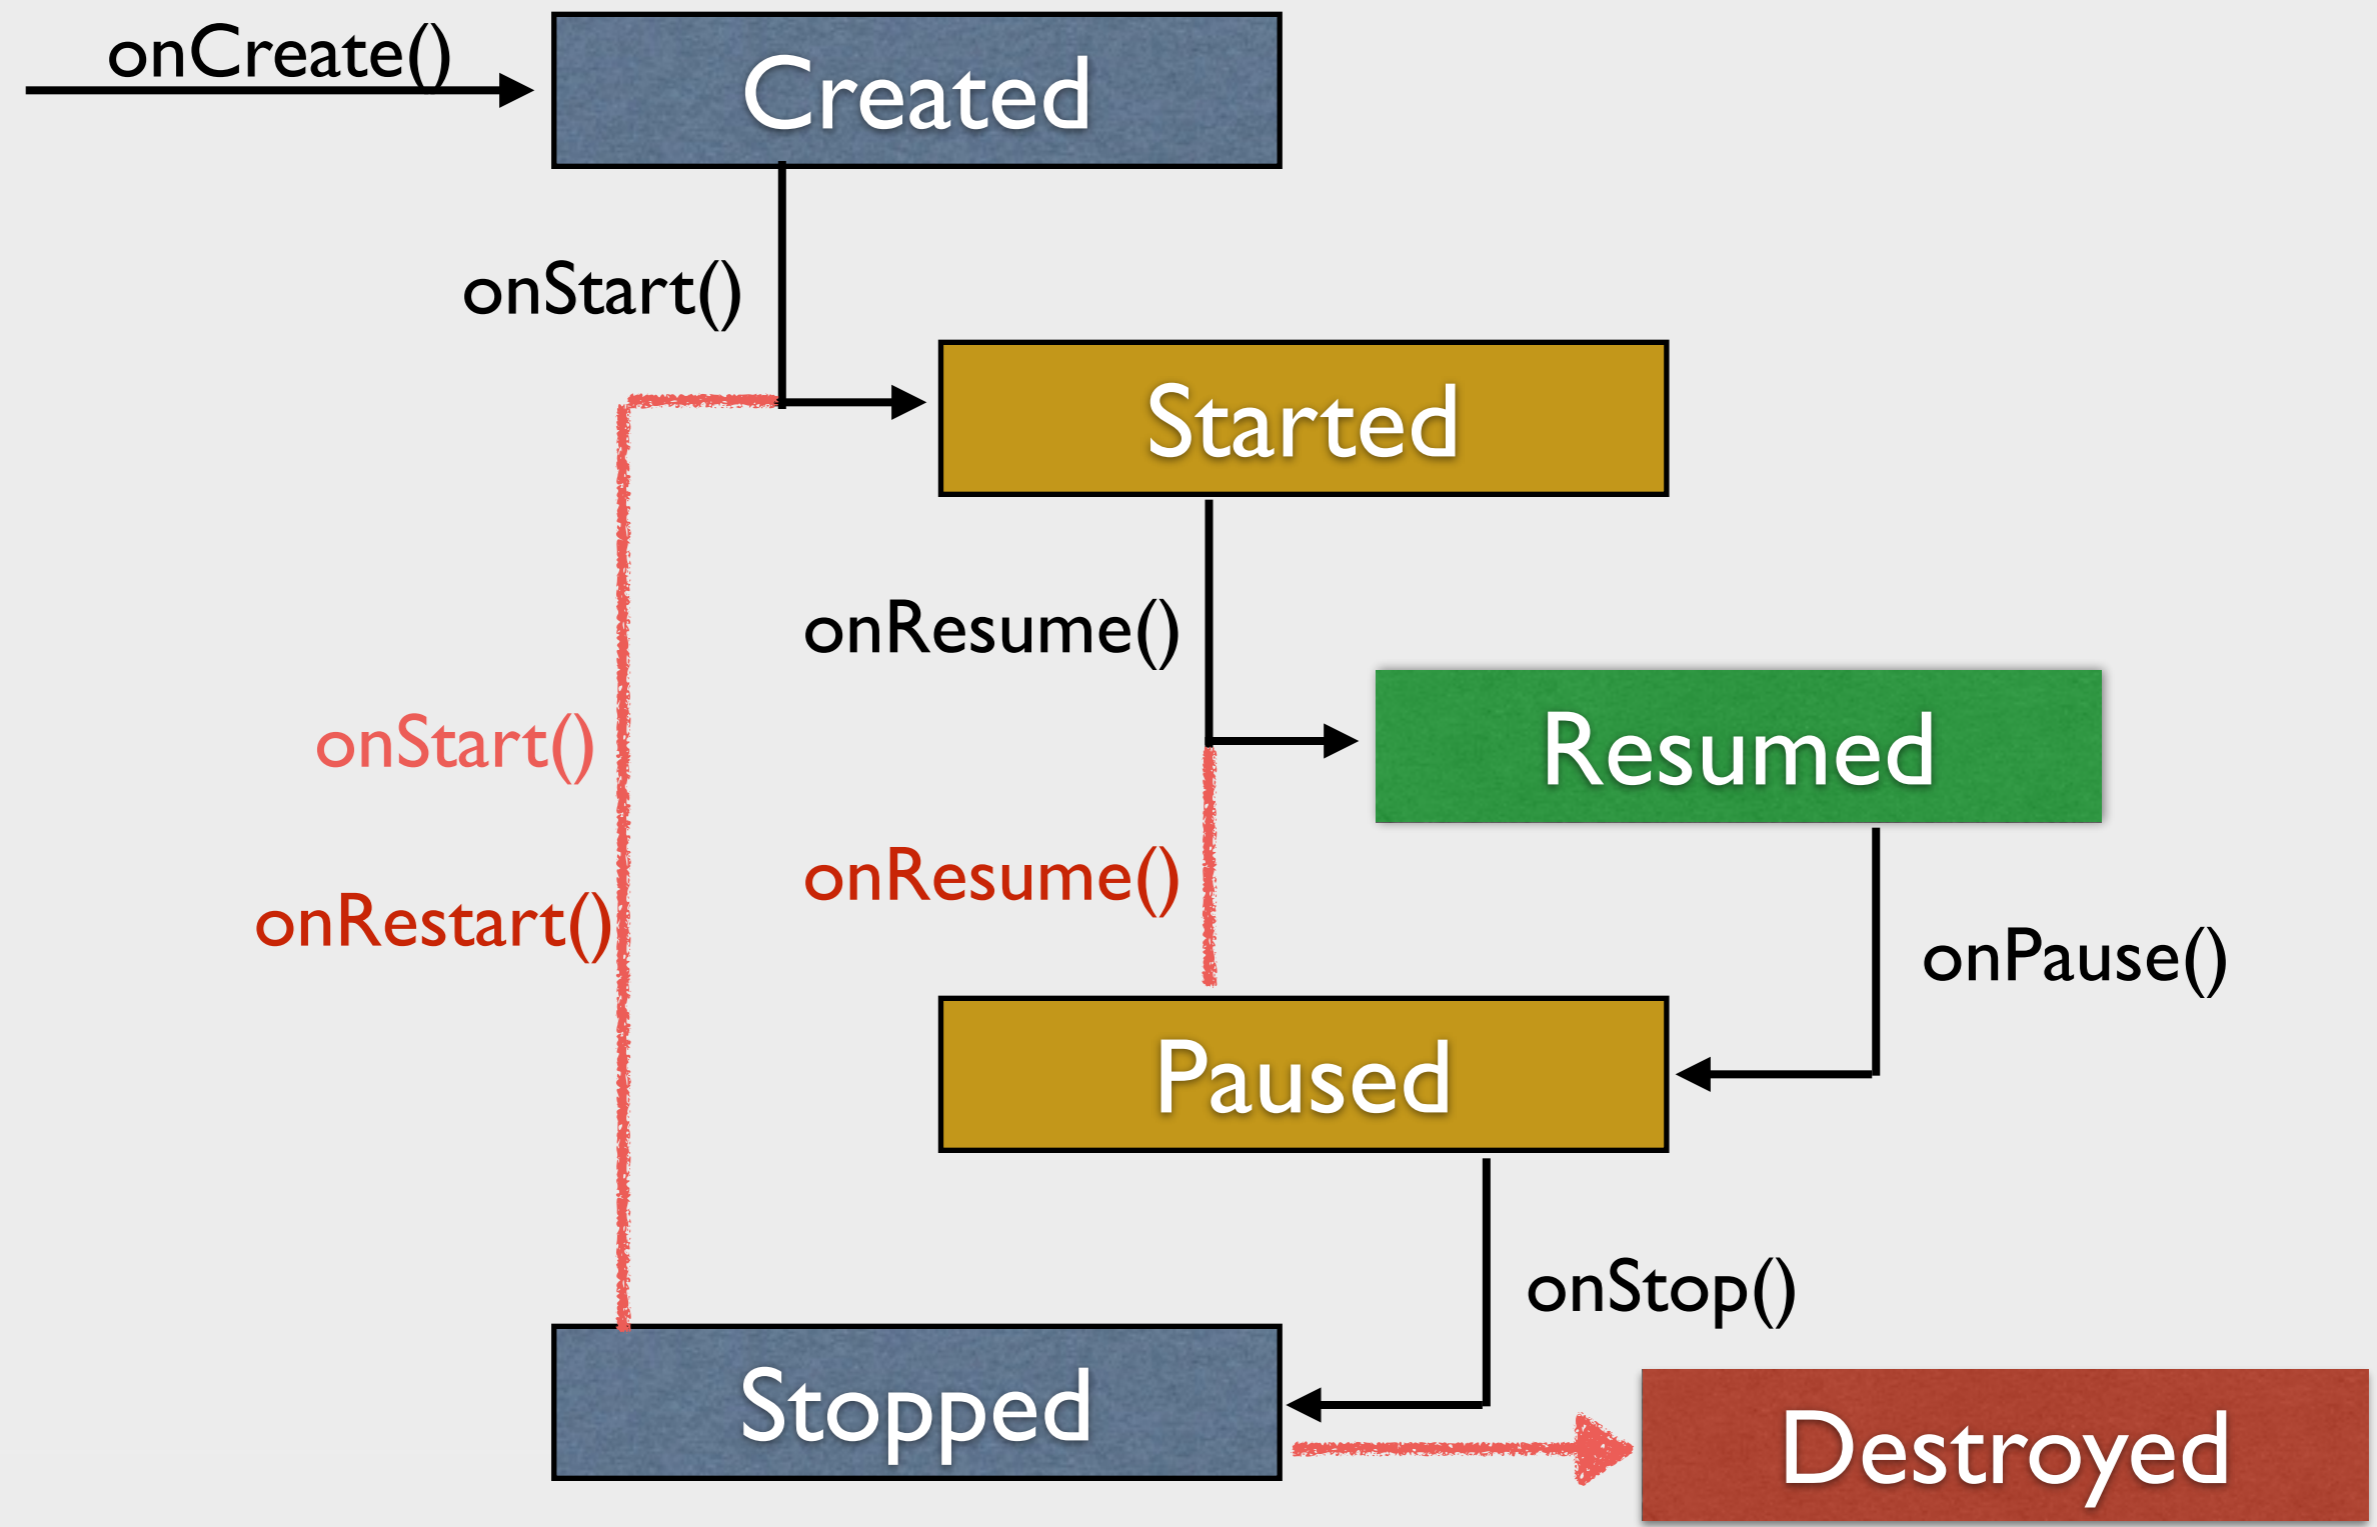 onCreate()
Created
onStart()
Started
onResume()
Resumed
onStart()
onResume()
onRestart()
onPause()
Paused
onStop()
Stopped
Destroyed